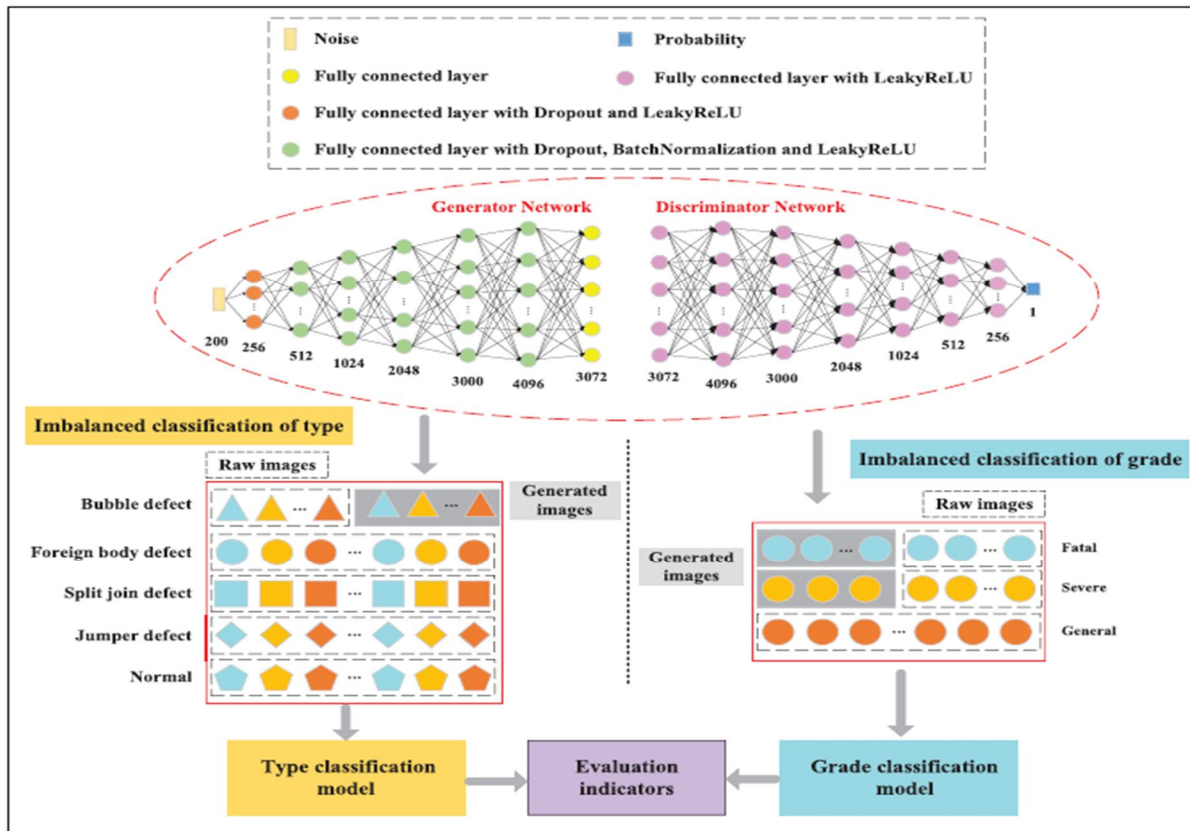 Noise
Probability
Fully connected layer
Fully connected layer with LeakyReLU
Fully connected layer with Dropout and LeakyReLU
Fully connected layer with Dropout, BatchNormalization and LeakyReLU
Generator Network
Discriminator Network
200
256
512
1024
2048
3000
4096
3072
3072
4096
3000
2048
1024
512
256
1
Imbalanced classification of type
Raw images
Bubble defect
Generated
images
Foreign body defect
Split join defect
Jumper defect
Normal
Imbalanced classification of grade
Raw images
Generated
images
Fatal
Severe
General
Type classification
model
Evaluation
indicators
Grade classification
model